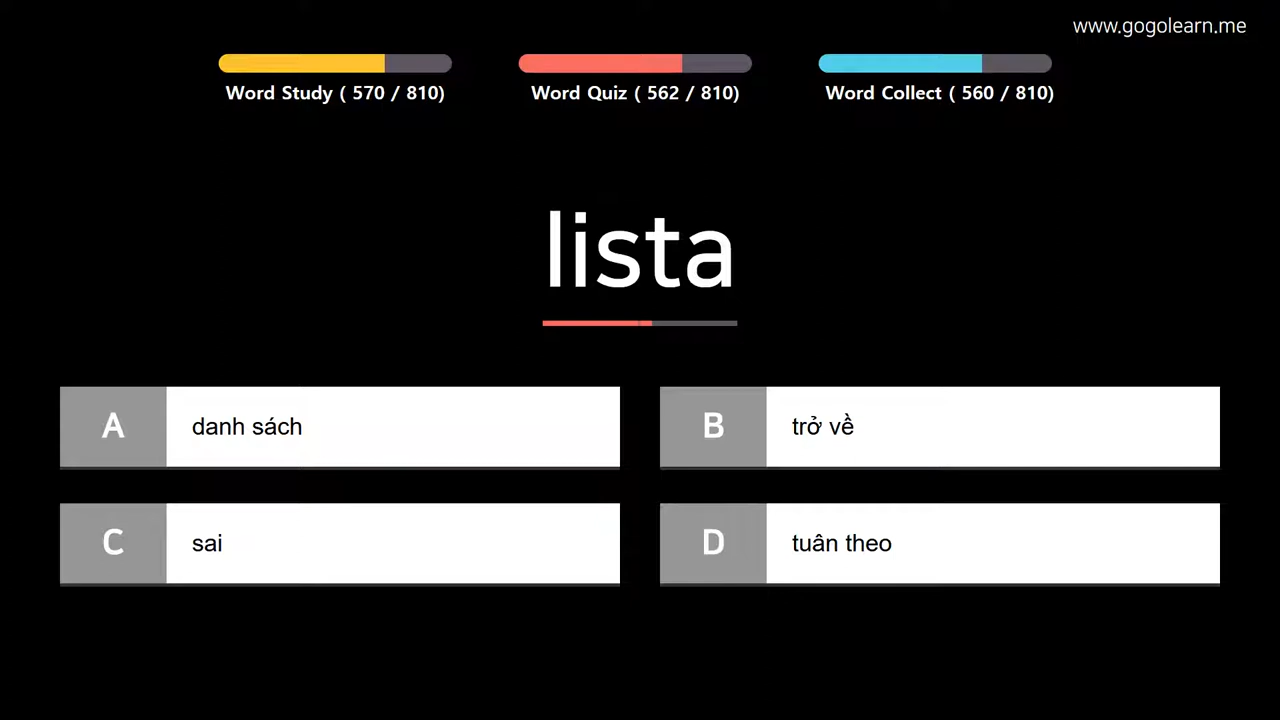 www.gogolearn.me
Word Study ( 570 / 810)
Word Quiz ( 562 / 810)
Word Collect ( 560 / 810)
lista
A
danh sách
B
trở về
C
sai
D
tuân theo